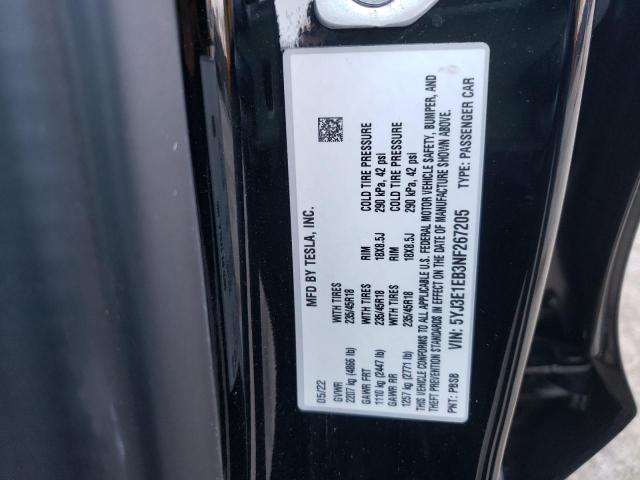 MFD BY TESLA, INC.
05/22
GVWR WITH TIRES RIM COLD TIRE PRESSURE
2207 kg (4866 lb) 235/45R18 18X8.5J 290 kPa, 42 psi
GAWR FRT WITH TIRES RIM COLD TIRE PRESSURE
1110 kg (2447 lb) 235/45R18 18X8.5J 290 kPa, 42 psi
GAWR RR
1257 kg (2771 lb)
THIS VEHICLE CONFORMS TO ALL APPLICABLE U.S. FEDERAL MOTOR VEHICLE SAFETY, BUMPER, AND
THEFT PREVENTION STANDARDS IN EFFECT ON THE DATE OF MANUFACTURE SHOWN ABOVE.
PNT: PBSB VIN: 5YJ3E1EB3NF267205 TYPE: PASSENGER CAR